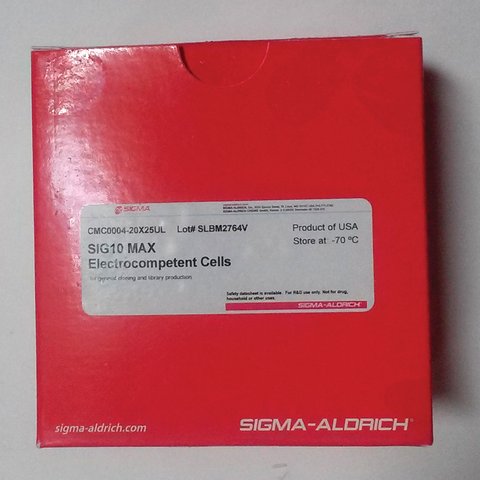 SIGMA
CMC0004-20X25UL Lot# SLBM2764V
SIG10 MAX
Electrocompetent Cells
for general cloning and library production.
Product of USA
Store at -70 ºC
Safety datasheet is available. For R&D use only. Not for drug,
household or other uses.
SIGMA-ALDRICH
sigma-aldrich.com
SIGMA-ALDRICH®